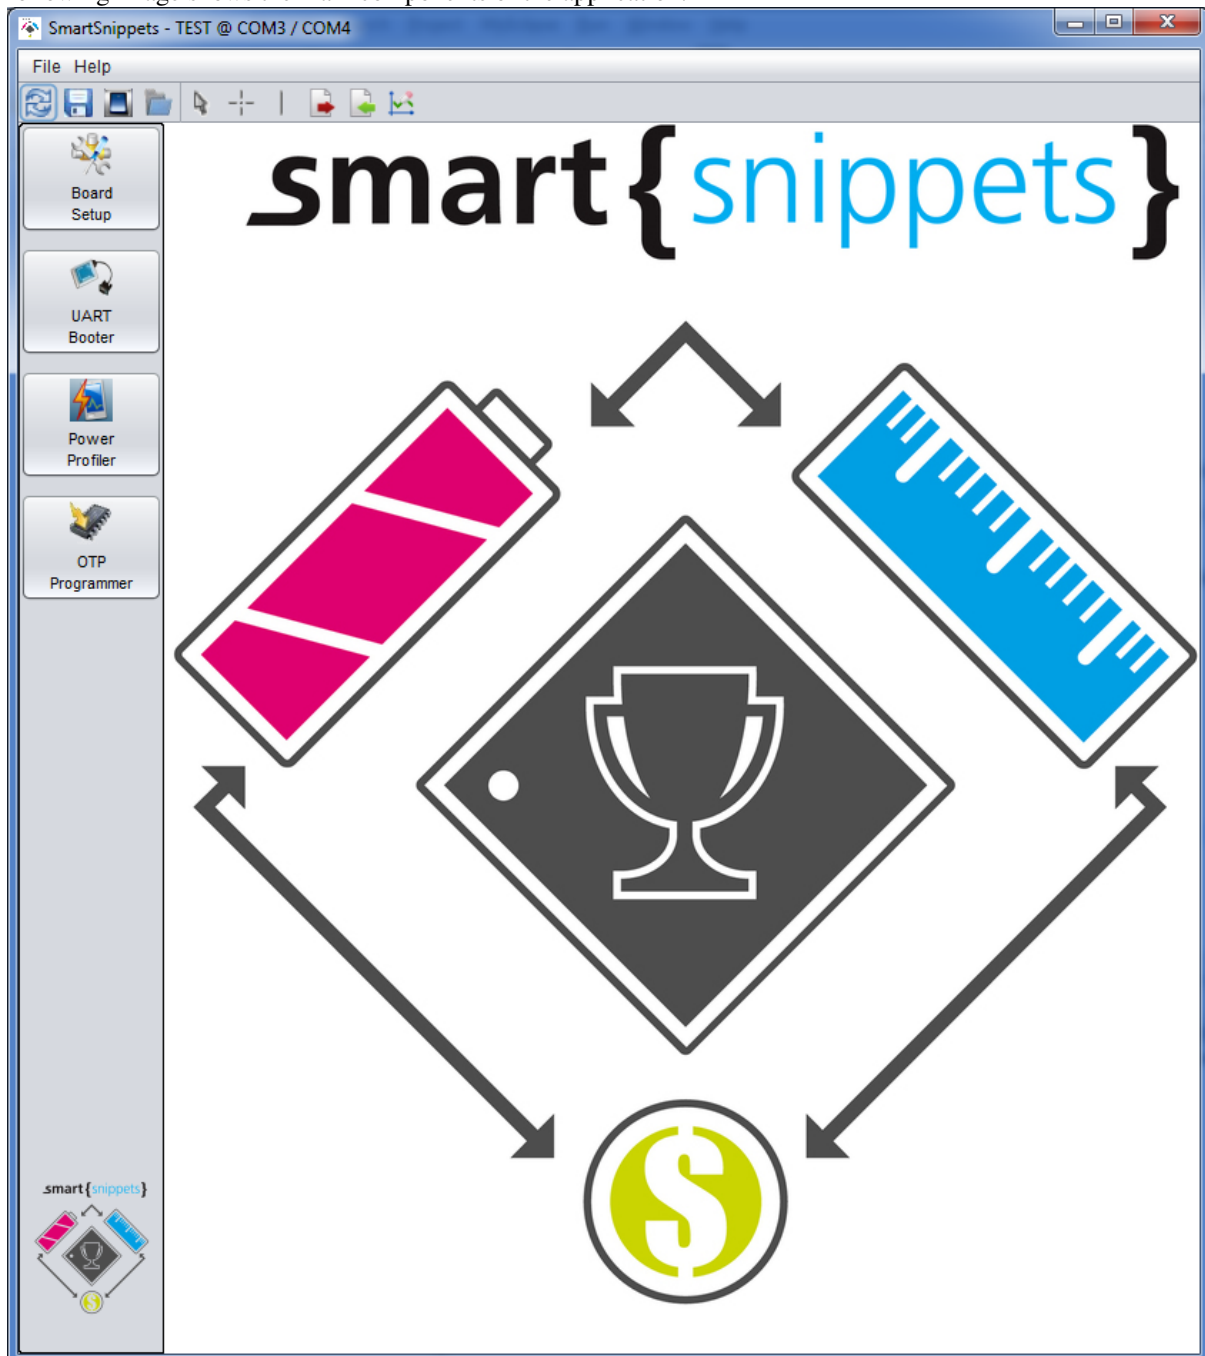 SmartSnippets - TEST @ COM3 / COM4
File Help
Board
Setup
UART
Booter
Power
Profiler
OTP
Programmer
smart{snippets}
$
smart{snippets}
$